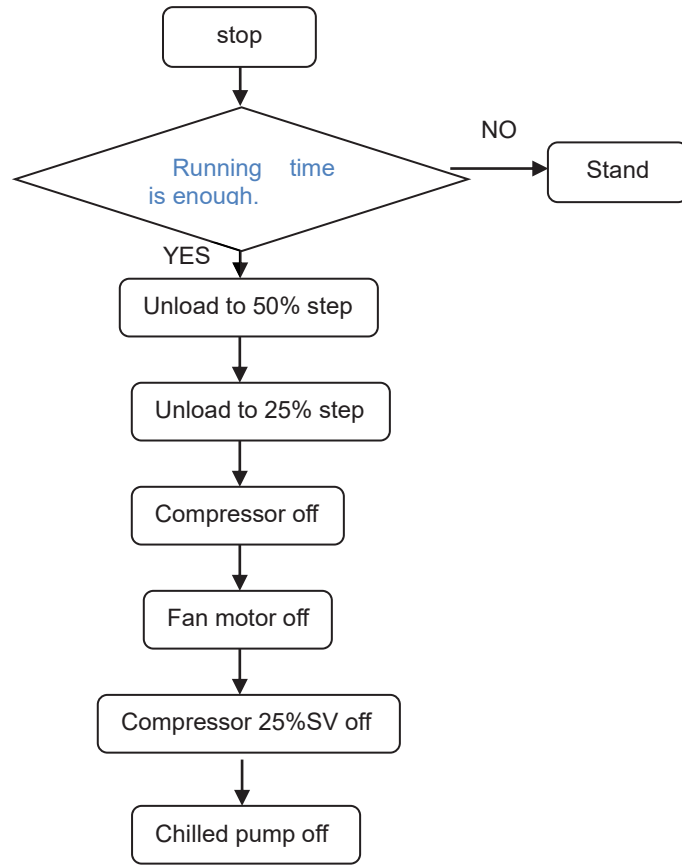 stop
NO
Running time
is enough.
Stand
YES
Unload to 50% step
Unload to 25% step
Compressor off
Fan motor off
Compressor 25%SV off
Chilled pump off